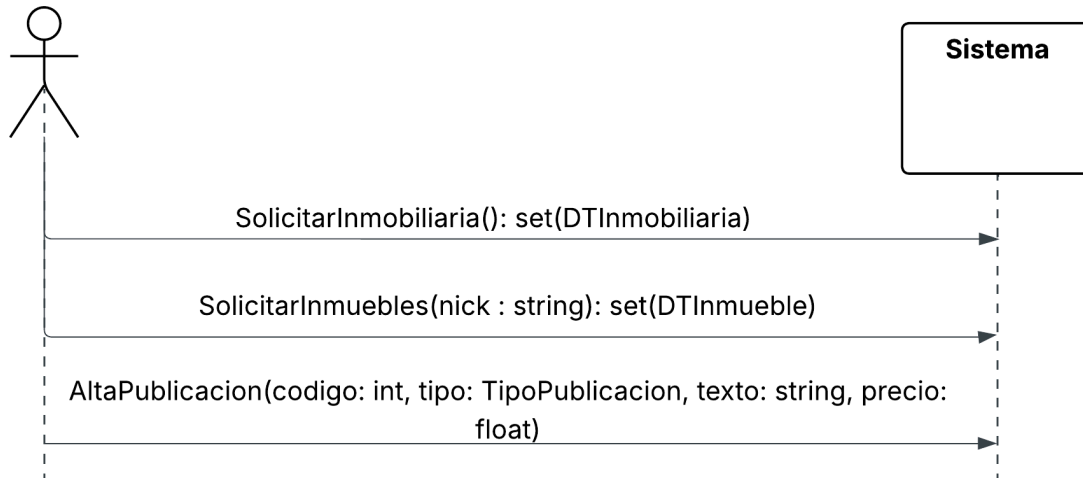 Sistema
SolicitarInmobiliaria(): set(DTInmobiliaria)
SolicitarInmuebles(nick : string): set(DTInmueble)
AltaPublicacion(codigo: int, tipo: TipoPublicacion, texto: string, precio:
float)